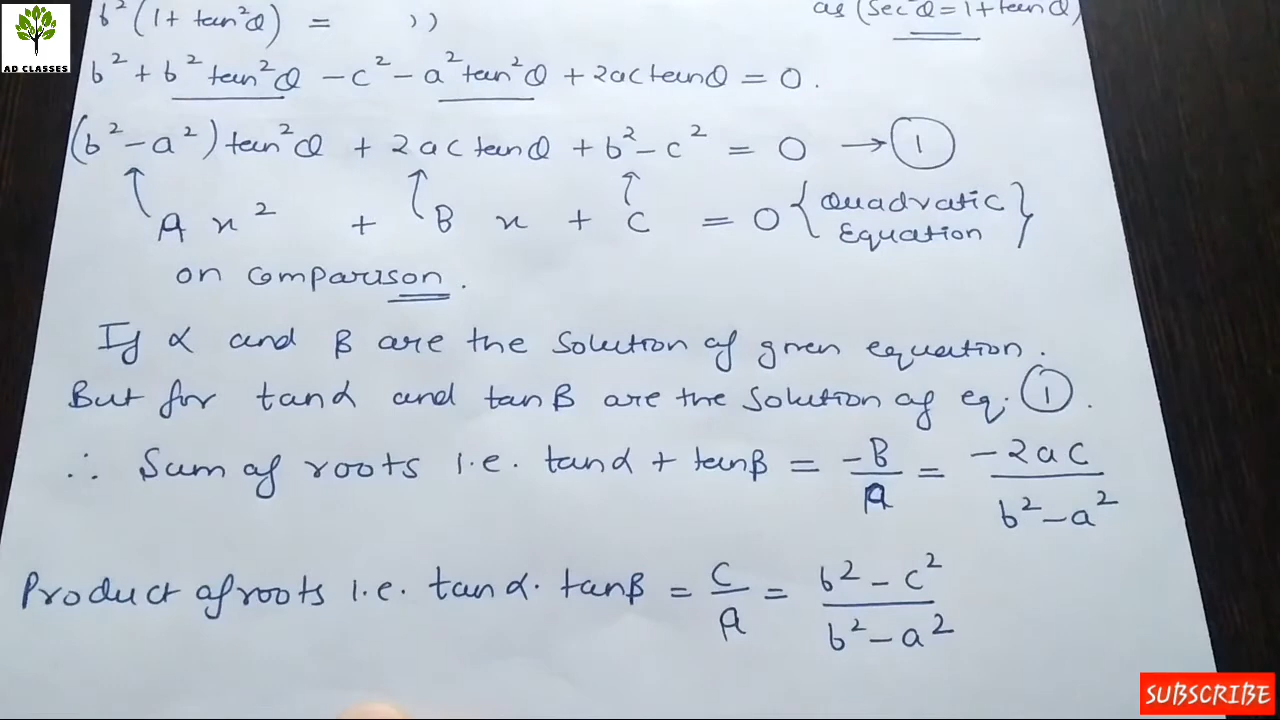 b²(1+tan²θ) = ))
as (sec²θ=1+tanθ)
AD CLASSES
b² + b² tan²θ - c² - a² tan²θ + 2ac tanθ = 0.
(b² - a²) tan²θ + 2ac tanθ + b² - c² = 0 → ①
A x² + B x + C = 0 { Quadratic
Equation }
on comparison.
If α and β are the solution of given equation.
But for tanα and tanβ are the solution of eq. ①.
∴ Sum of roots i.e. tanα + tanβ = -B/A = -2ac/b²-a²
Product of roots i.e. tanα. tanβ = C/A = b²-c²/b²-a²
SUBSCRIBE